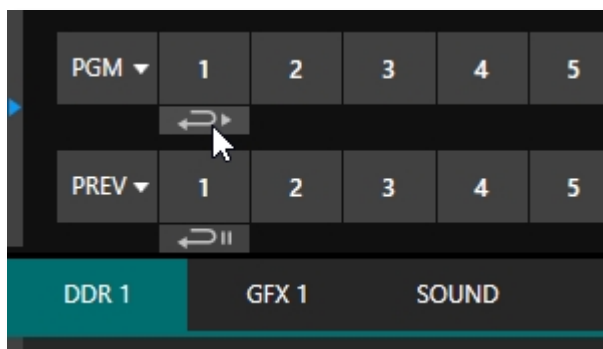 PGM 1 2 3 4 5
PREV 1 2 3 4 5
DDR 1 GFX 1 SOUND